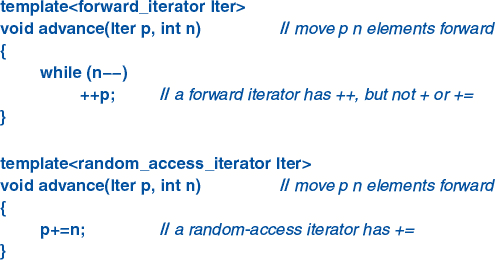 template<forward_iterator Iter>
void advance(Iter p, int n) // move p n elements forward
{
while (n−−)
++p; // a forward iterator has ++, but not + or +=
}
template<random_access_iterator Iter>
void advance(Iter p, int n) // move p n elements forward
{
p+=n; // a random-access iterator has +=
}